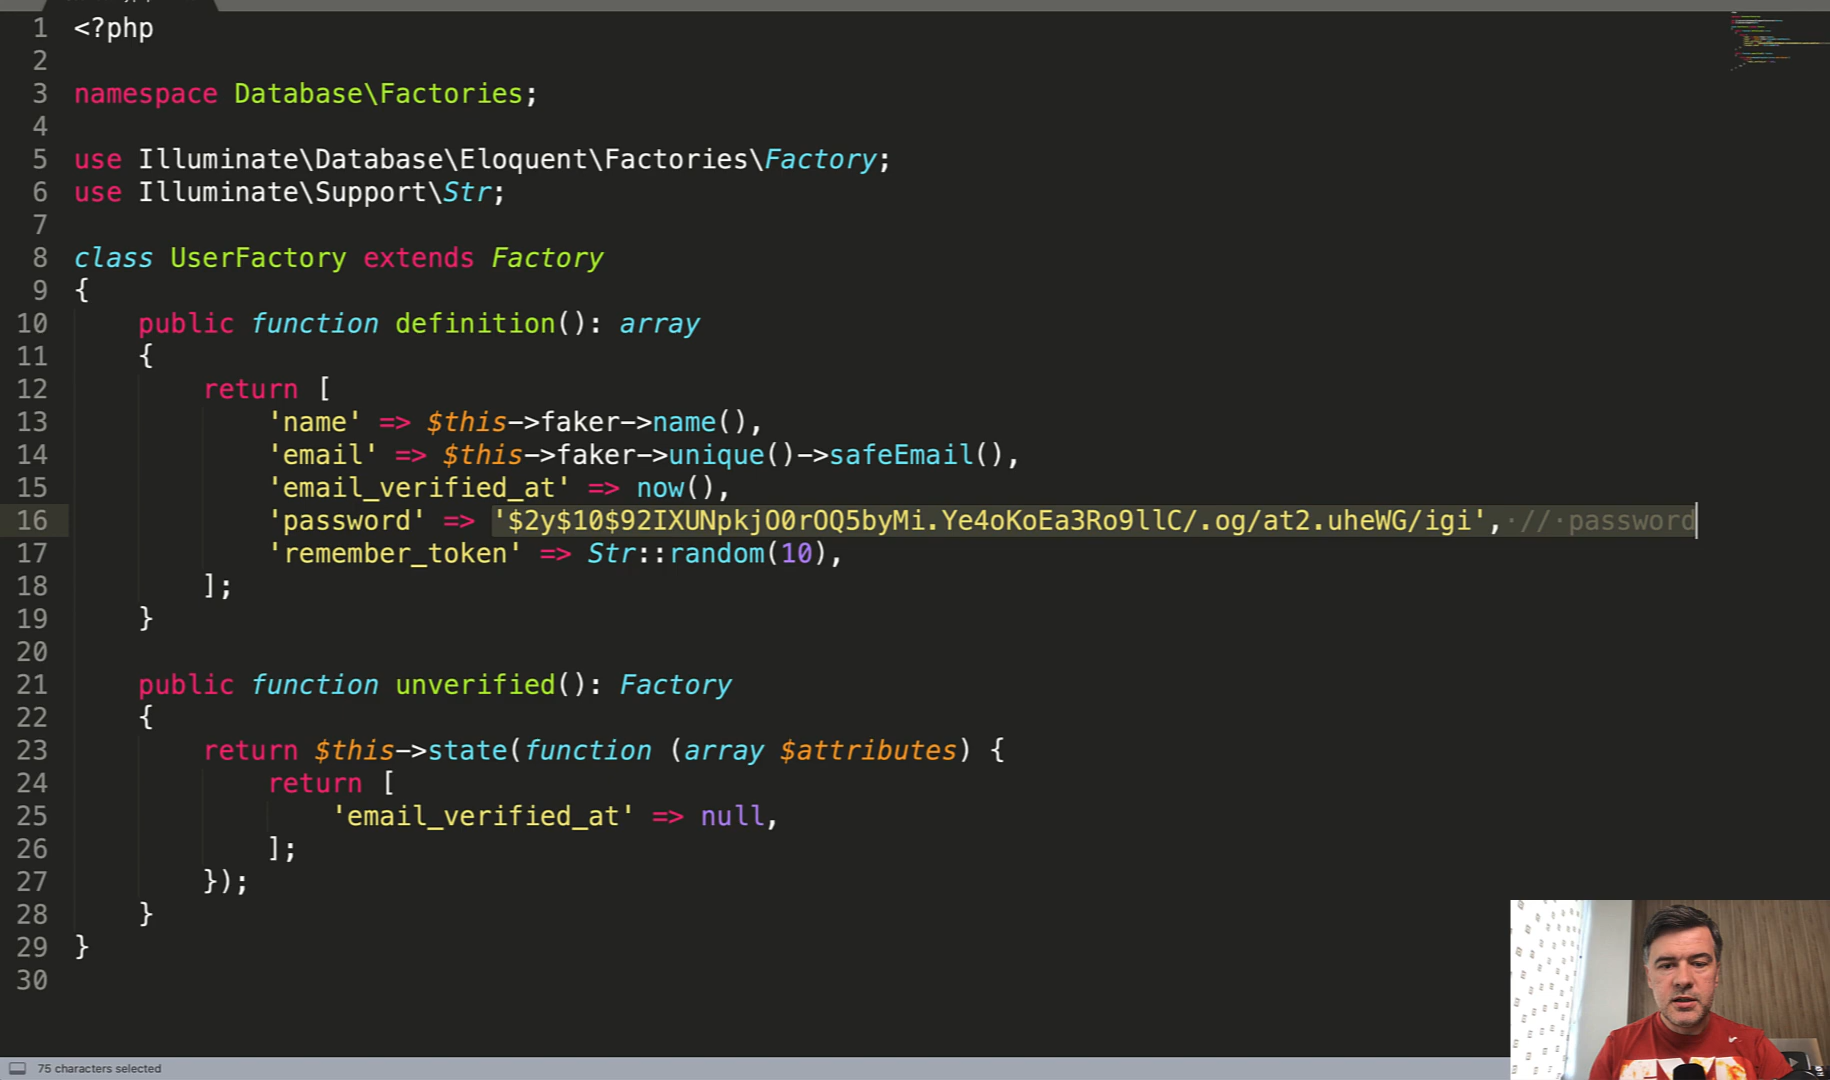 1 <?php
2
3 namespace Database\Factories;
4
5 use Illuminate\Database\Eloquent\Factories\Factory;
6 use Illuminate\Support\Str;
7
8 class UserFactory extends Factory
9 {
10 public function definition(): array
11 {
12 return [
13 'name' => $this->faker->name(),
14 'email' => $this->faker->unique()->safeEmail(),
15 'email_verified_at' => now(),
16 'password' => '$2y$10$92IXUNpkjO0rOQ5byMi.Ye4oKoEa3Ro9llC/.og/at2.uheWG/igi', // password
17 'remember_token' => Str::random(10),
18 ];
19 }
20
21 public function unverified(): Factory
22 {
23 return $this->state(function (array $attributes) {
24 return [
25 'email_verified_at' => null,
26 ];
27 });
28 }
29 }
30
75 characters selected